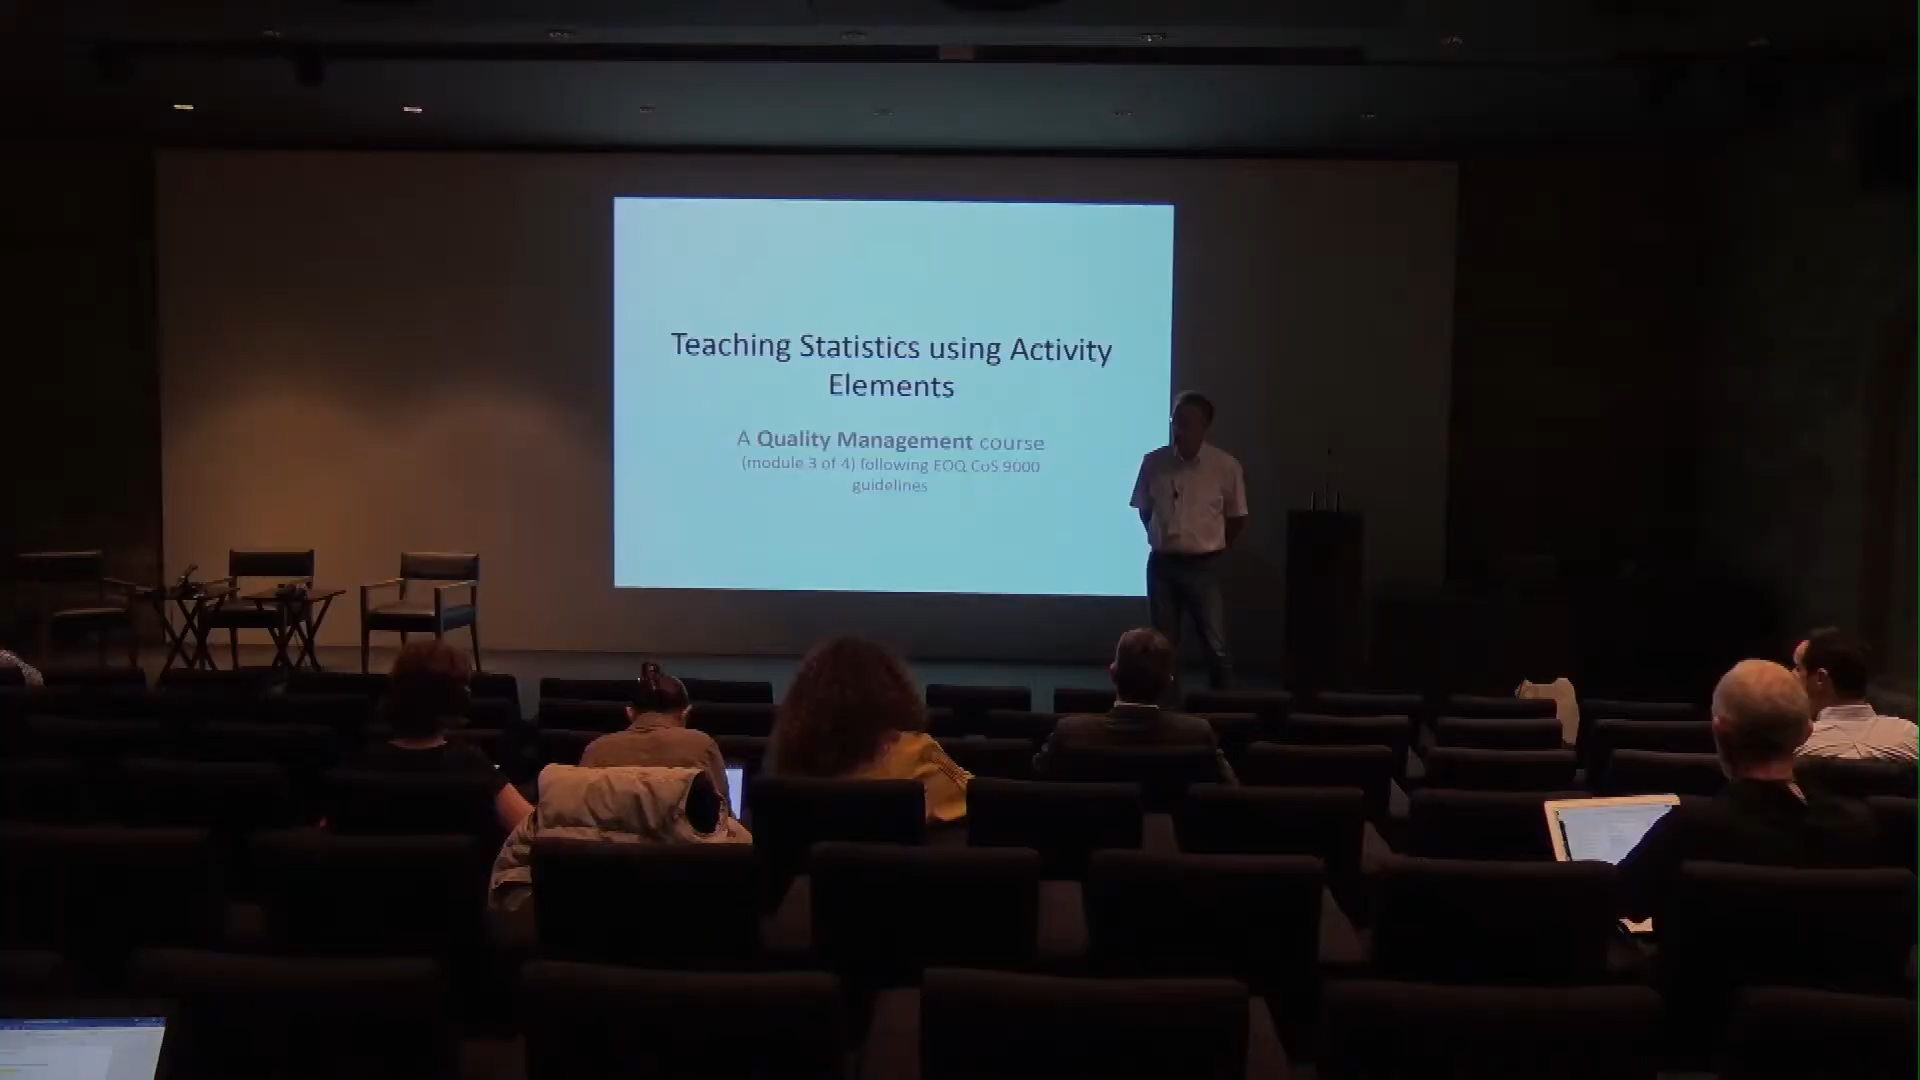 Teaching Statistics using Activity
Elements
A Quality Management course
(module 3 of 4) following EOQ CoS 9000
guidelines